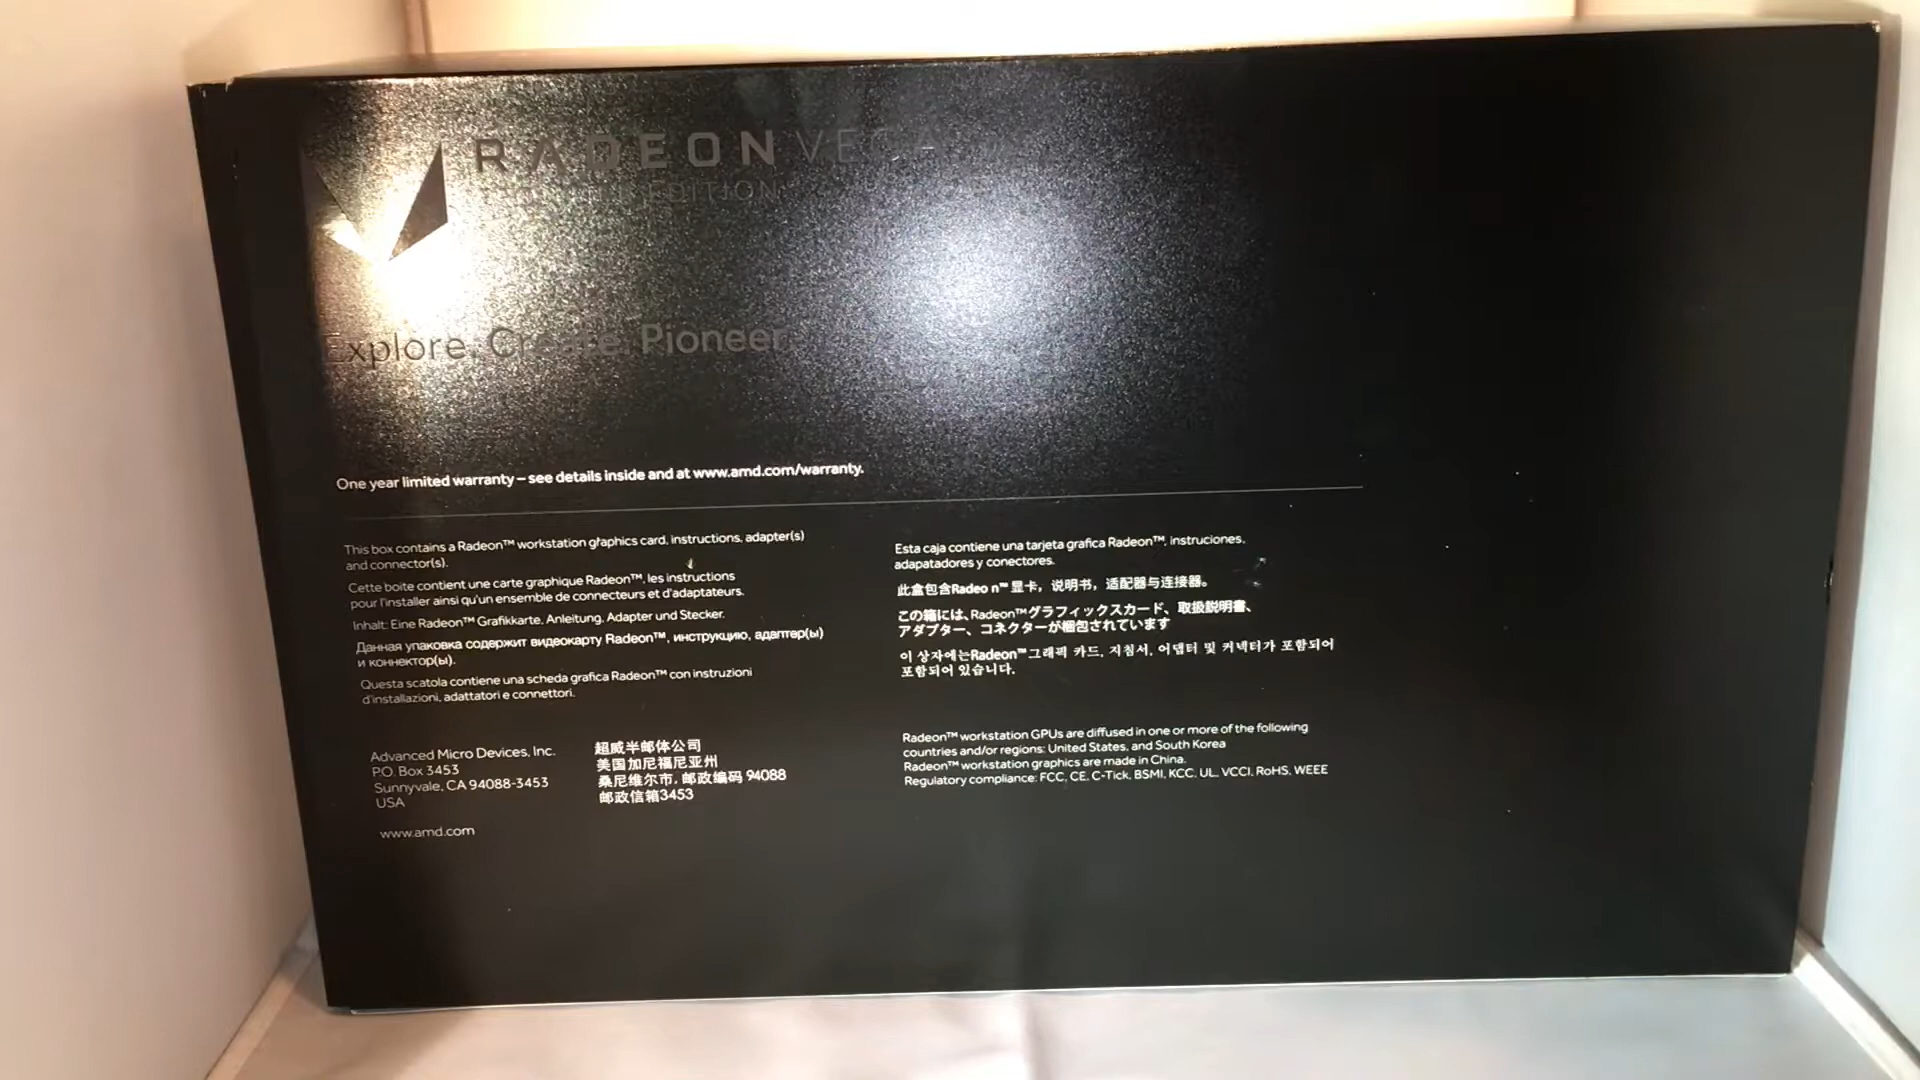 RADEON VEGA
EDITION
Explore. Create. Pioneer.
One year limited warranty – see details inside and at www.amd.com/warranty.
This box contains a Radeon™ workstation graphics card, instructions, adapter(s)
and connector(s).
Cette boite contient une carte graphique Radeon™, les instructions
pour l'installer ainsi qu'un ensemble de connecteurs et d'adaptateurs.
Inhalt: Eine Radeon™ Grafikkarte, Anleitung, Adapter und Stecker.
Данная упаковка содержит видеокарту Radeon™, инструкцию, адаптер(ы)
и коннектор(ы).
Questa scatola contiene una scheda grafica Radeon™ con instruzioni
d'installazioni, adattatori e connettori.
Esta caja contiene una tarjeta grafica Radeon™, instruciones,
adapatadores y conectores.
此盒包含Radeo n™ 显卡，说明书，适配器与连接器。
この箱には、Radeon™グラフィックスカード、取扱説明書、
アダプター、コネクターが梱包されています
이 상자에는Radeon™그래픽 카드, 지침서, 어댑터 및 커넥터가 포함되어
포함되어 있습니다.
Advanced Micro Devices, Inc.
P.O. Box 3453
Sunnyvale, CA 94088-3453
USA
www.amd.com
超威半邮体公司
美国加尼福尼亚州
桑尼维尔市, 邮政编码 94088
邮政信箱3453
Radeon™ workstation GPUs are diffused in one or more of the following
countries and/or regions: United States, and South Korea
Radeon™ workstation graphics are made in China.
Regulatory compliance: FCC, CE, C-Tick, BSMI, KCC, UL, VCCI, RoHS, WEEE